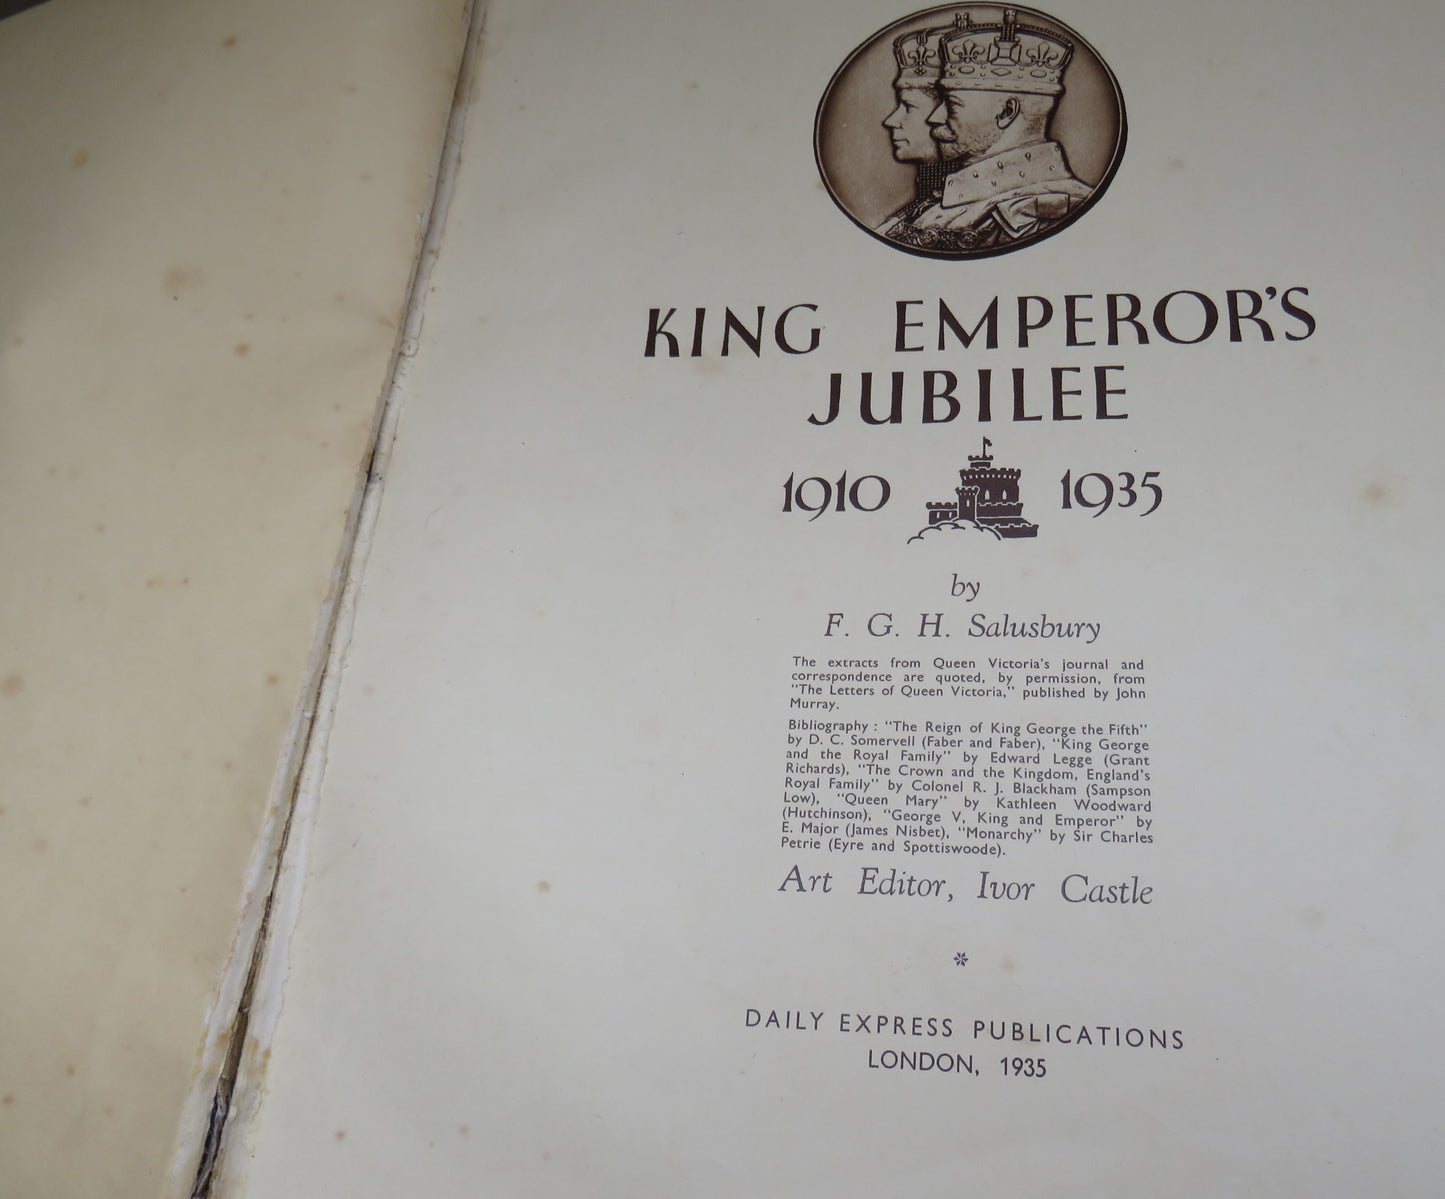 KING EMPEROR'S
JUBILEE
1910 1935
by
F. G. H. Salusbury
The extracts from Queen Victoria's journal and
correspondence are quoted, by permission, from
"The Letters of Queen Victoria," published by John
Murray.
Bibliography : "The Reign of King George the Fifth"
by D. C. Somervell (Faber and Faber), "King George
and the Royal Family" by Edward Legge (Grant
Richards), "The Crown and the Kingdom, England's
Royal Family" by Colonel R. J. Blackham (Sampson
Low), "Queen Mary" by Kathleen Woodward
(Hutchinson), "George V, King and Emperor" by
E. Major (James Nisbet), "Monarchy" by Sir Charles
Petrie (Eyre and Spottiswoode).
Art Editor, Ivor Castle
DAILY EXPRESS PUBLICATIONS
LONDON, 1935